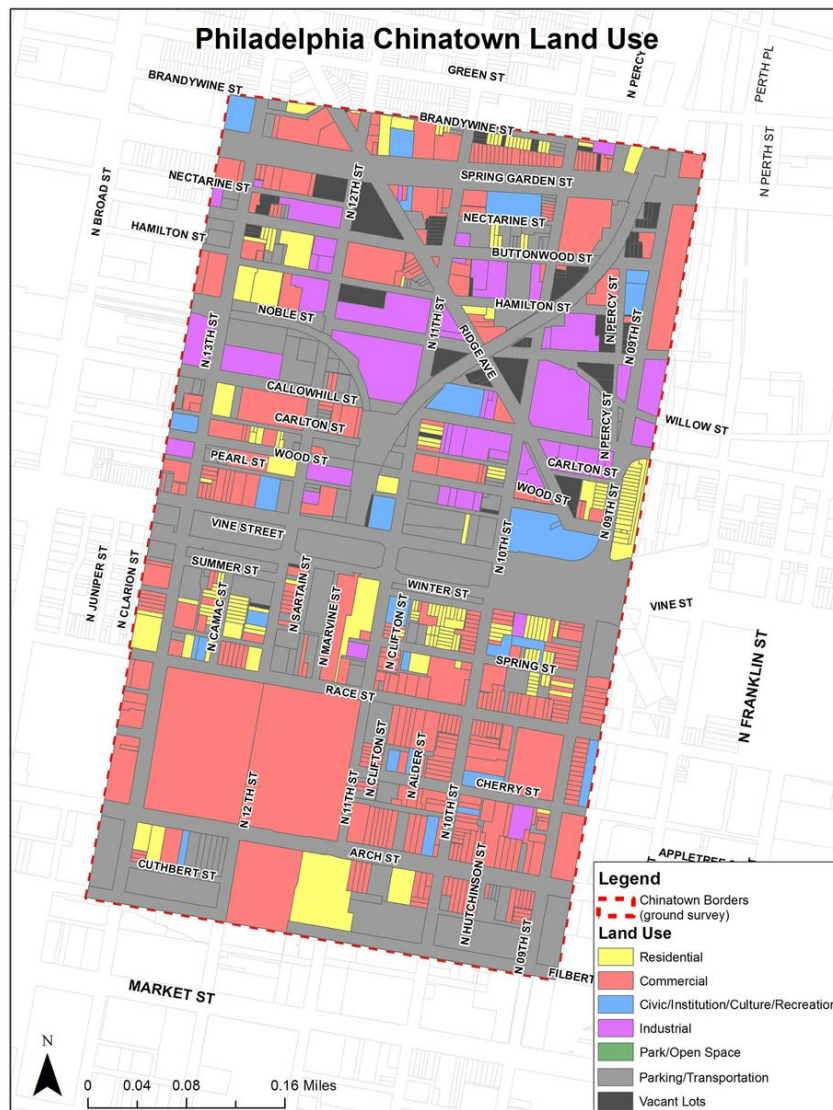 Philadelphia Chinatown Land Use
GREEN ST
N PERCY
PERTH PL
BRANDYWINE ST
BRANDYWINE ST
N PERTH ST
SPRING GARDEN ST
N 12TH ST
NECTARINE ST
N BROAD ST
NECTARINE ST
HAMILTON ST
BUTTONWOOD ST
HAMILTON ST
N PERCY ST
N 09TH ST
NOBLE ST
N 11TH ST
RIDGE AVE
N 13TH ST
CALLOWHILL ST
WILLOW ST
CARLTON ST
N PERCY ST
WOOD ST
PEARL ST
CARLTON ST
WOOD ST
N 09TH ST
VINE STREET
N 10TH ST
SUMMER ST
N JUNIPER ST
N CLARION ST
N CAMAC ST
N SARTAIN ST
N MARVINE ST
WINTER ST
N CLIFTON ST
VINE ST
SPRING ST
N FRANKLIN ST
RACE ST
N CLIFTON ST
N ALDER ST
CHERRY ST
N 12 TH ST
N 11TH ST
N 10TH ST
ARCH ST
APPLETREE
CUTHBERT ST
N HUTCHINSON ST
N 09TH ST
FILBERT
MARKET ST
Legend
Chinatown Borders
(ground survey)
Land Use
Residential
Commercial
Civic/Institution/Culture/Recreation
Industrial
Park/Open Space
Parking/Transportation
Vacant Lots
N
0 0.04 0.08 0.16 Miles